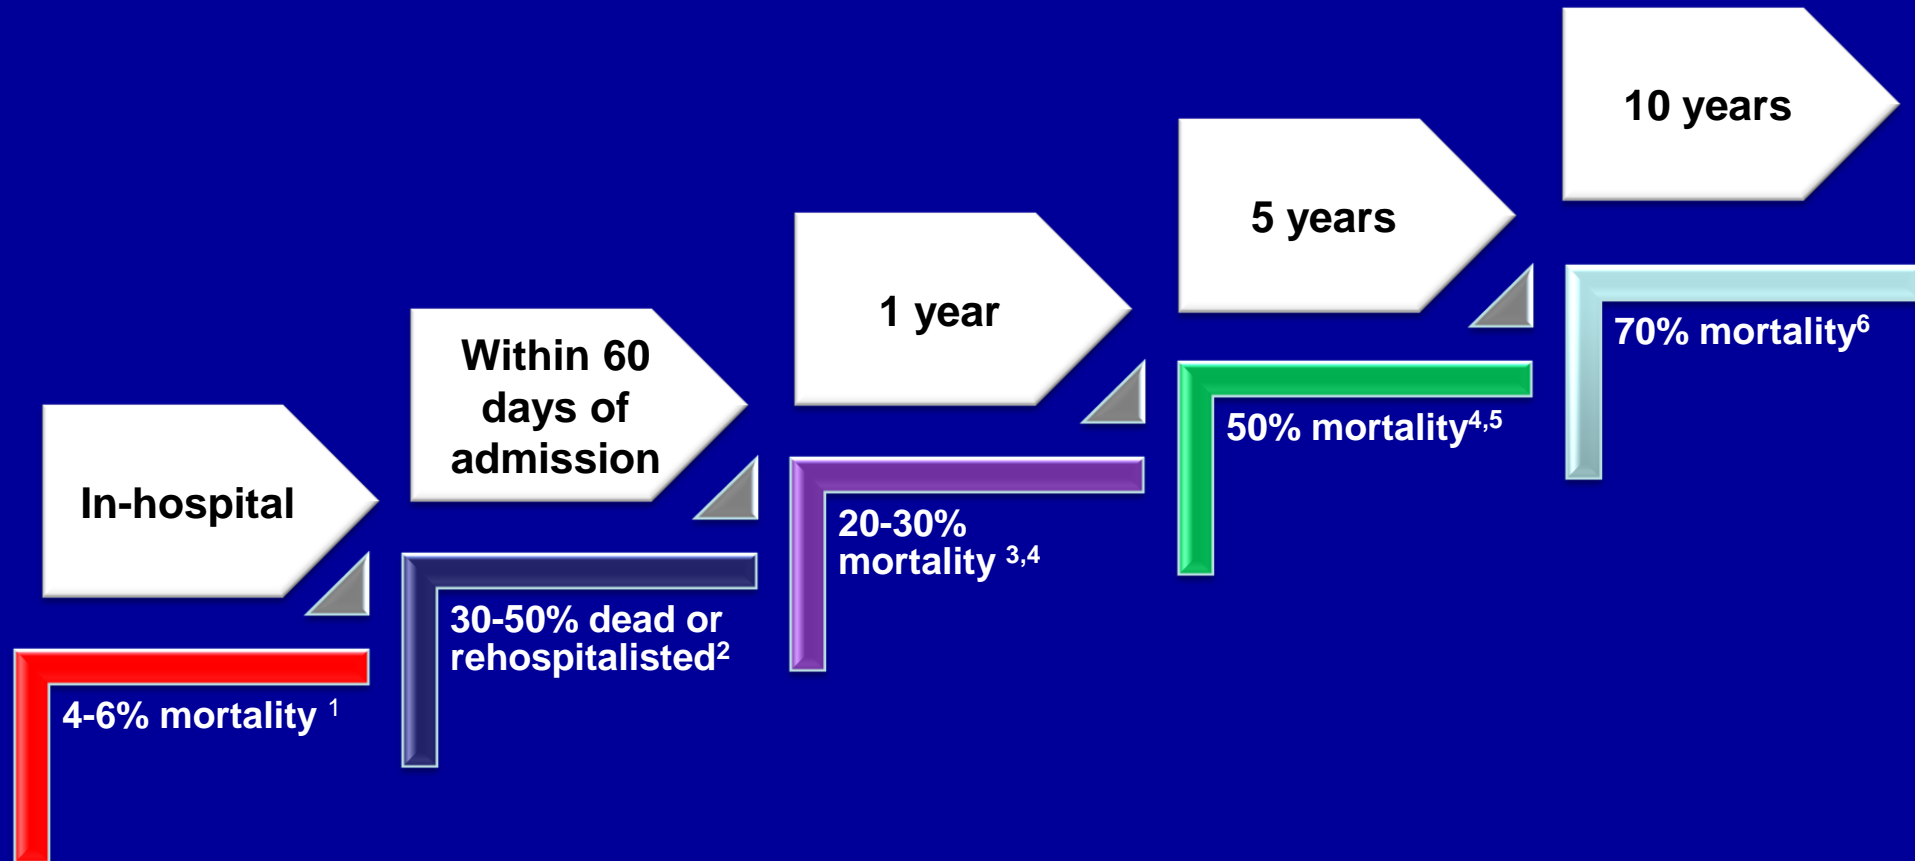 In-hospital
4-6% mortality 1
Within 60
days of
admission
30-50% dead or
rehospitalisted2
1 year
20-30%
mortality 3,4
5 years
50% mortality4,5
10 years
70% mortality6